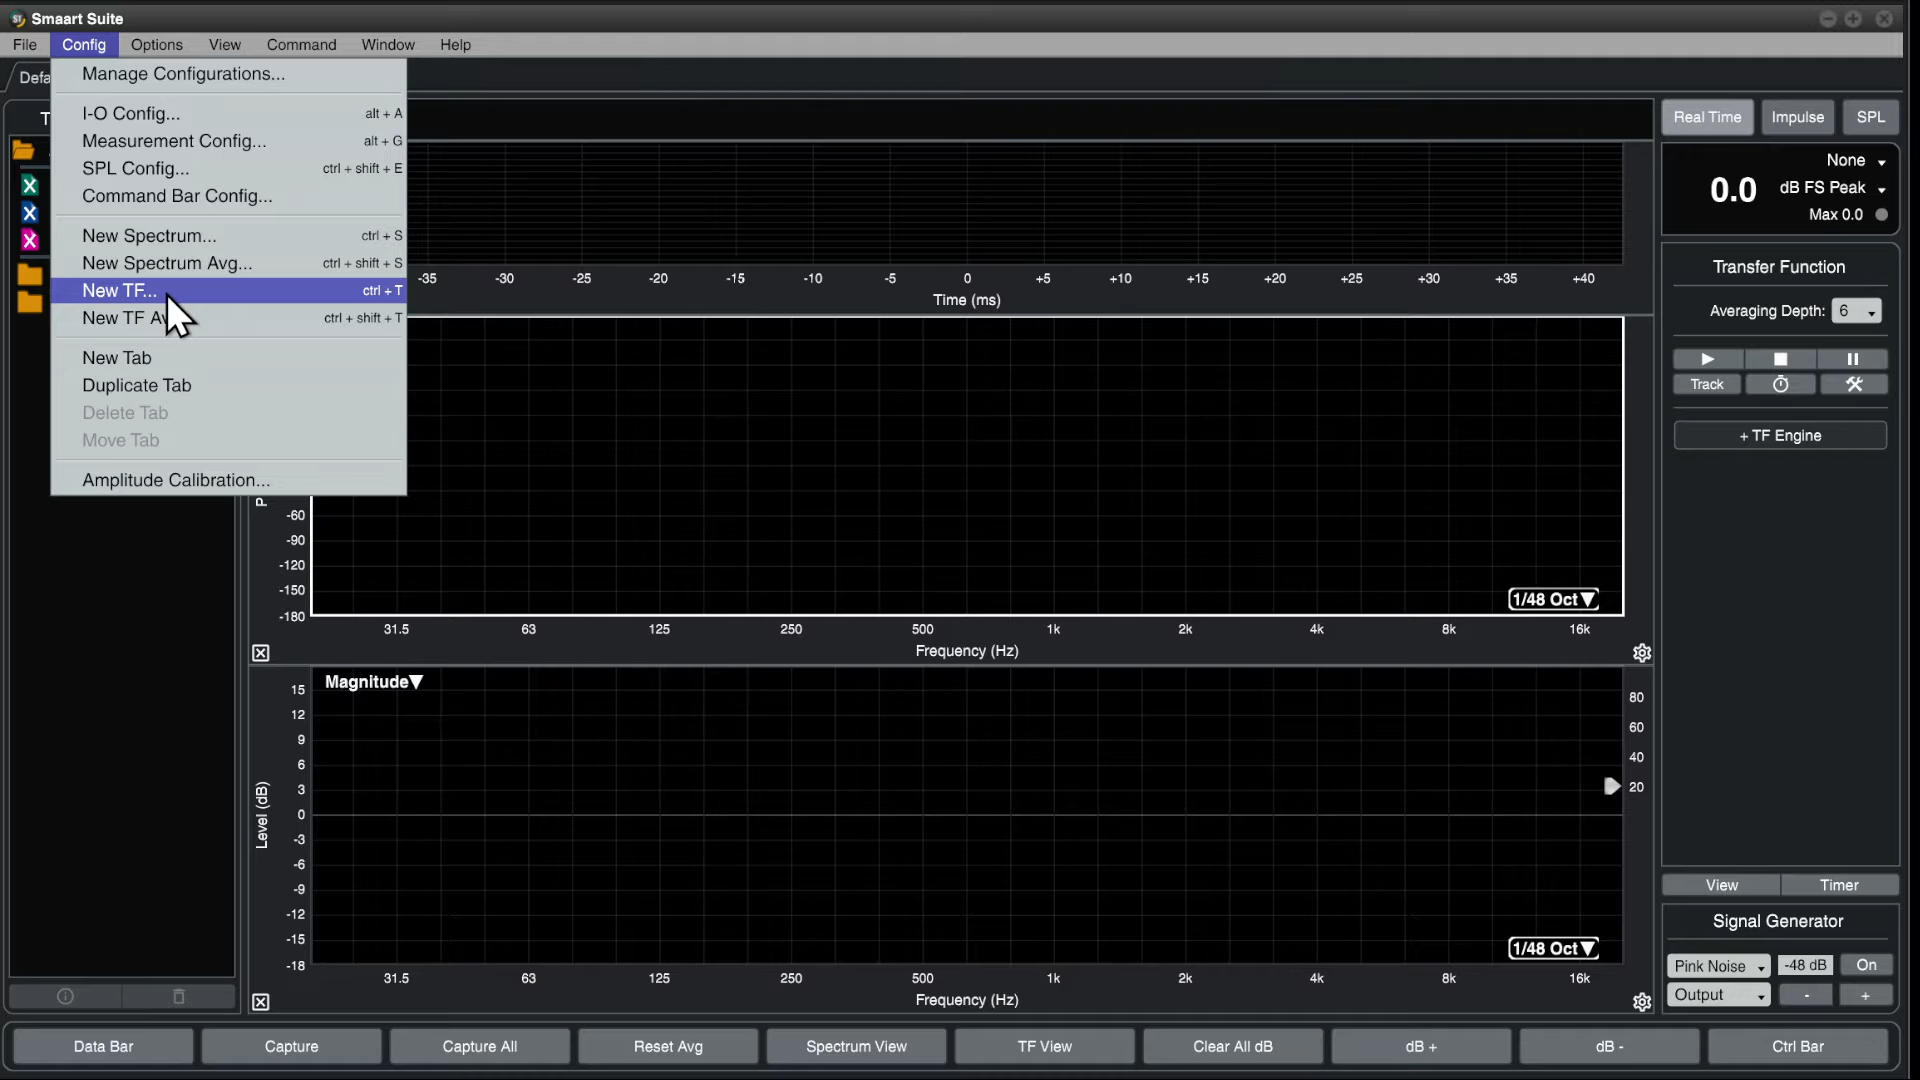 Smaart Suite
File Config Options View Command Window Help
Defa
Manage Configurations...
I-O Config... alt + A
Measurement Config... alt + G
SPL Config... ctrl + shift + E
Command Bar Config...
New Spectrum... ctrl + S
New Spectrum Avg... ctrl + shift + S
New TF... ctrl + T
New TF Av ctrl + shift + T
New Tab
Duplicate Tab
Delete Tab
Move Tab
Amplitude Calibration...
T
-35 -30 -25 -20 -15 -10 -5 0 +5 +10 +15 +20 +25 +30 +35 +40
Time (ms)
P
-60
-90
-120
-150
-180
1/48 Oct
31.5 63 125 250 500 1k 2k 4k 8k 16k
Frequency (Hz)
Magnitude
Level (dB)
15
12
9
6
3
0
-3
-6
-9
-12
-15
-18
80
60
40
20
1/48 Oct
31.5 63 125 250 500 1k 2k 4k 8k 16k
Frequency (Hz)
Real Time Impulse SPL
None
0.0 dB FS Peak
Max 0.0
Transfer Function
Averaging Depth: 6
Track
+ TF Engine
View Timer
Signal Generator
Pink Noise -48 dB On
Output - +
Data Bar Capture Capture All Reset Avg Spectrum View TF View Clear All dB dB + dB - Ctrl Bar